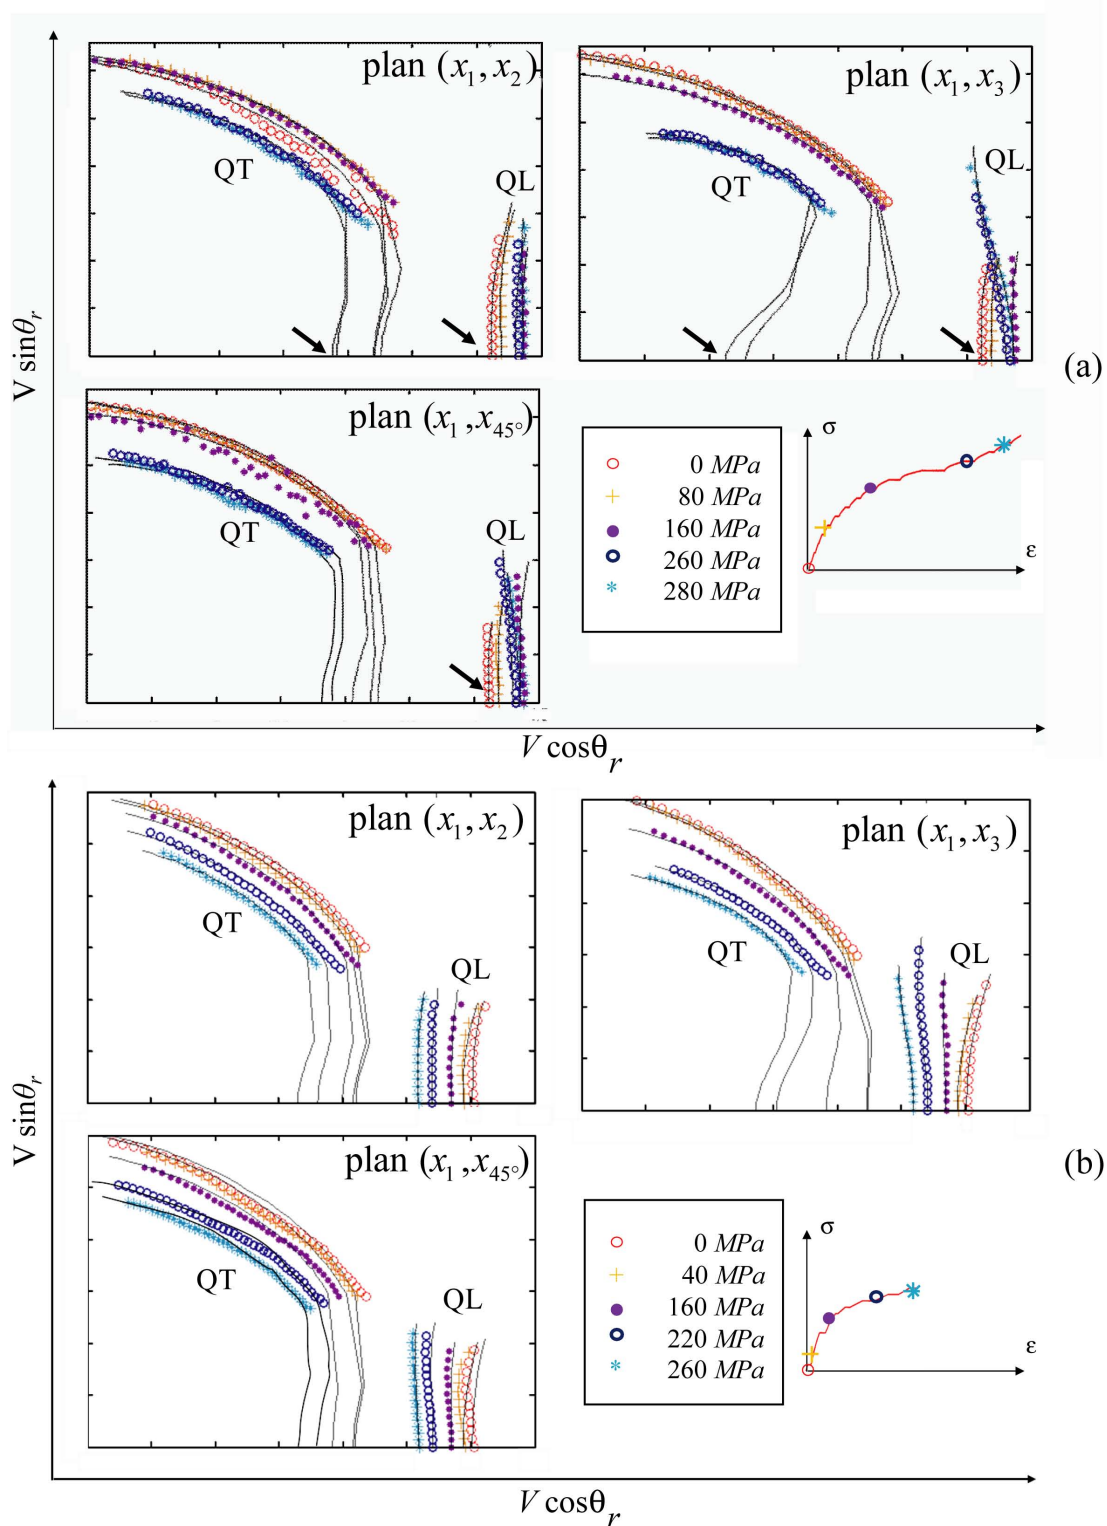 plan (x₁, x₂)
QT
QL
plan (x₁, x₃)
QT
QL
V sinθᵣ
(a)
plan (x₁, x₄₅°)
QT
QL
0 MPa
80 MPa
160 MPa
260 MPa
280 MPa
σ
ε
V cosθᵣ
plan (x₁, x₂)
QT
QL
plan (x₁, x₃)
QT
QL
V sinθᵣ
(b)
plan (x₁, x₄₅°)
QT
QL
0 MPa
40 MPa
160 MPa
220 MPa
260 MPa
σ
ε
V cosθᵣ